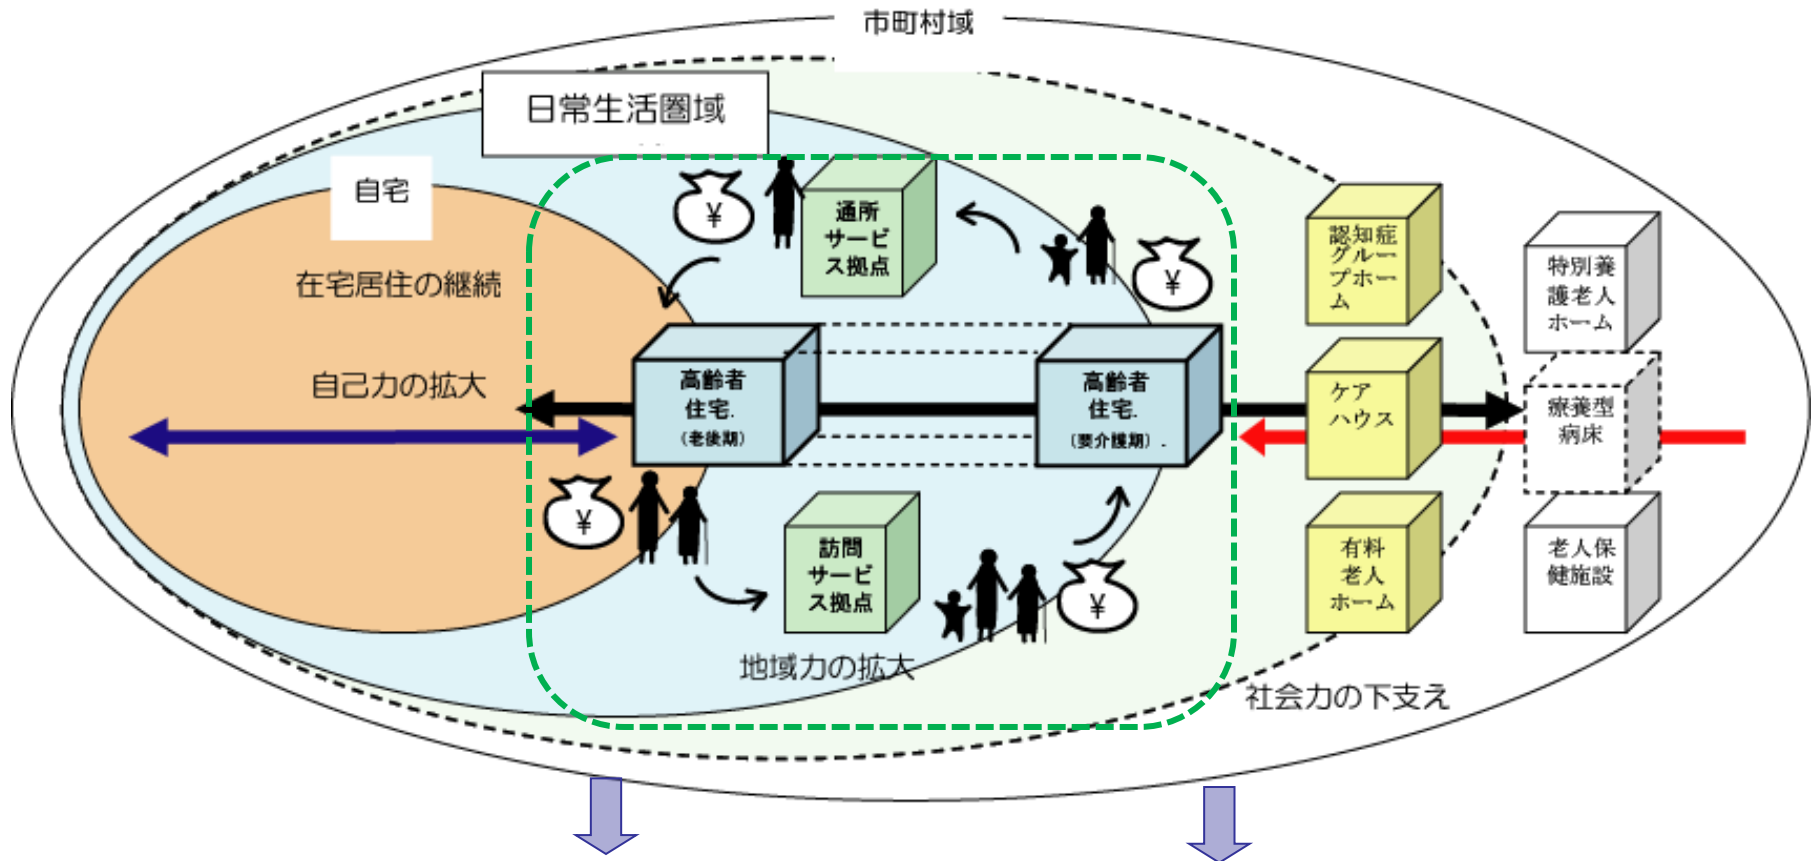 市町村域
日常生活圏域
自宅
在宅居住の継続
自己力の拡大
¥
通所
サービ
ス拠点
¥
高齢者
住宅.
(老後期)
高齢者
住宅.
(要介護期) .
¥
訪問
サービ
ス拠点
¥
地域力の拡大
認知症
グルー
プホー
ム
ケア
ハウス
有料
老人
ホーム
特別養
護老人
ホーム
療養型
病床
老人保
健施設
社会力の下支え